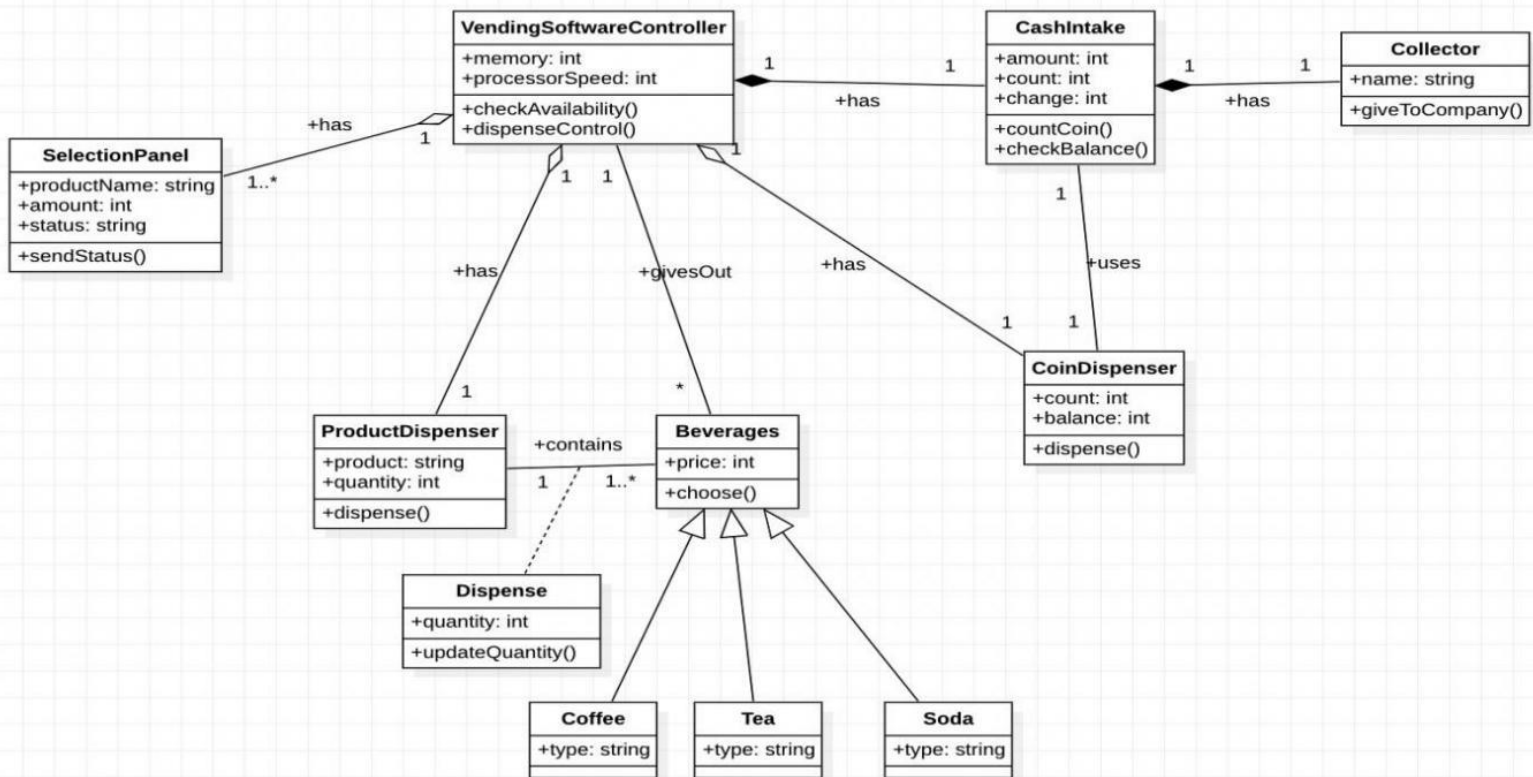 VendingSoftwareController
+memory: int
+processorSpeed: int
+checkAvailability()
+dispenseControl()
1
1
+has
CashIntake
+amount: int
+count: int
+change: int
+countCoin()
+checkBalance()
1
1
+has
Collector
+name: string
+giveToCompany()
+has
1
1..*
SelectionPanel
+productName: string
+amount: int
+status: string
+sendStatus()
1
1
1
1
+has
+givesOut
+has
+uses
1
*
1
1
ProductDispenser
+product: string
+quantity: int
+dispense()
+contains
1
1..*
Beverages
+price: int
+choose()
CoinDispenser
+count: int
+balance: int
+dispense()
Dispense
+quantity: int
+updateQuantity()
Coffee
+type: string
Tea
+type: string
Soda
+type: string